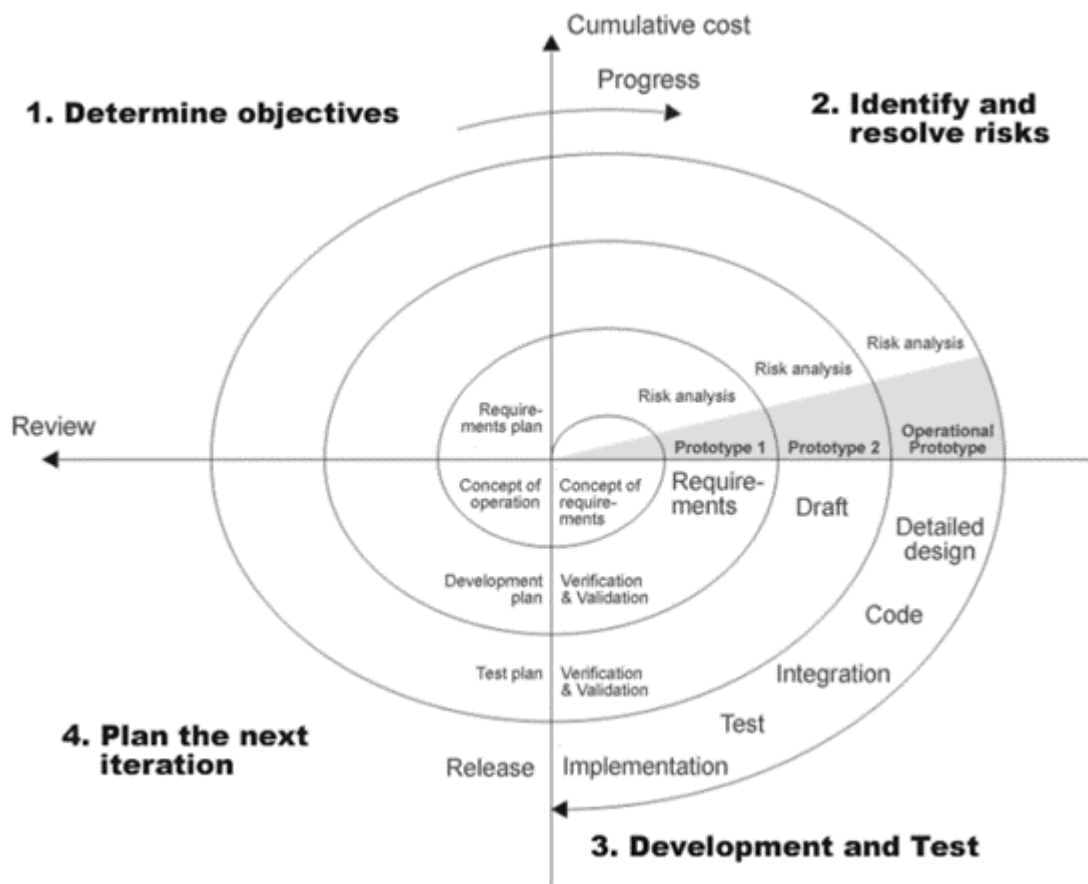 Cumulative cost
Progress
1. Determine objectives
2. Identify and
resolve risks
Risk analysis
Risk analysis
Risk analysis
Require-
ments plan
Review
Prototype 1
Prototype 2
Operational
Prototype
Concept of
operation
Concept of
require-
ments
Require-
ments
Draft
Detailed
design
Development
plan
Verification
& Validation
Code
Test plan
Verification
& Validation
Integration
Test
4. Plan the next
iteration
Release
Implementation
3. Development and Test